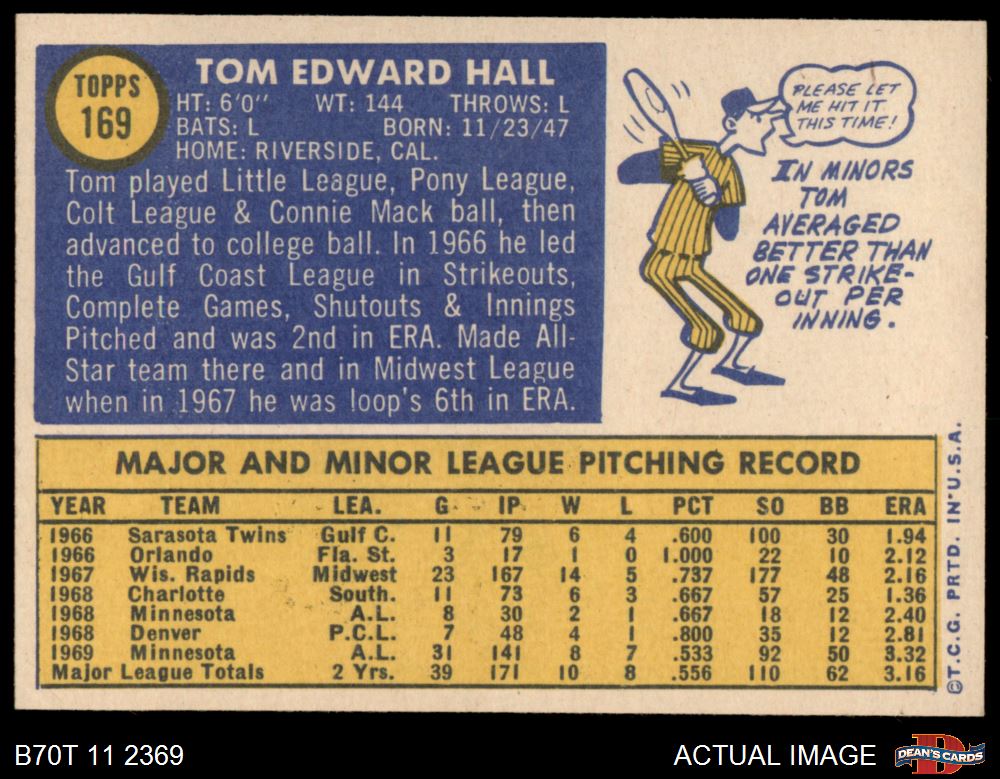 TOPPS
169
TOM EDWARD HALL
HT: 6'0" WT: 144 THROWS: L
BATS: L BORN: 11/23/47
HOME: RIVERSIDE, CAL.
Tom played Little League, Pony League,
Colt League & Connie Mack ball, then
advanced to college ball. In 1966 he led
the Gulf Coast League in Strikeouts,
Complete Games, Shutouts & Innings
Pitched and was 2nd in ERA. Made All-
Star team there and in Midwest League
when in 1967 he was loop's 6th in ERA.
PLEASE LET
ME HIT IT
THIS TIME!
IN MINORS
TOM
AVERAGED
BETTER THAN
ONE STRIKE-
OUT PER
INNING.
MAJOR AND MINOR LEAGUE PITCHING RECORD
YEAR TEAM LEA. G IP W L PCT SO BB ERA
1966 Sarasota Twins Gulf C. 11 79 6 4 .600 100 30 1.94
1966 Orlando Fla. St. 3 17 1 0 1.000 22 10 2.12
1967 Wis. Rapids Midwest 23 167 14 5 .737 177 48 2.16
1968 Charlotte South. 11 73 6 3 .667 57 25 1.36
1968 Minnesota A.L. 8 30 2 1 .667 18 12 2.40
1968 Denver P.C.L. 7 48 4 1 .800 35 12 2.81
1969 Minnesota A.L. 31 141 8 7 .533 92 50 3.32
Major League Totals 2 Yrs. 39 171 10 8 .556 110 62 3.16
©T.C.G. PRTD. IN U.S.A.
B70T 11 2369
ACTUAL IMAGE
DEAN'S CARDS